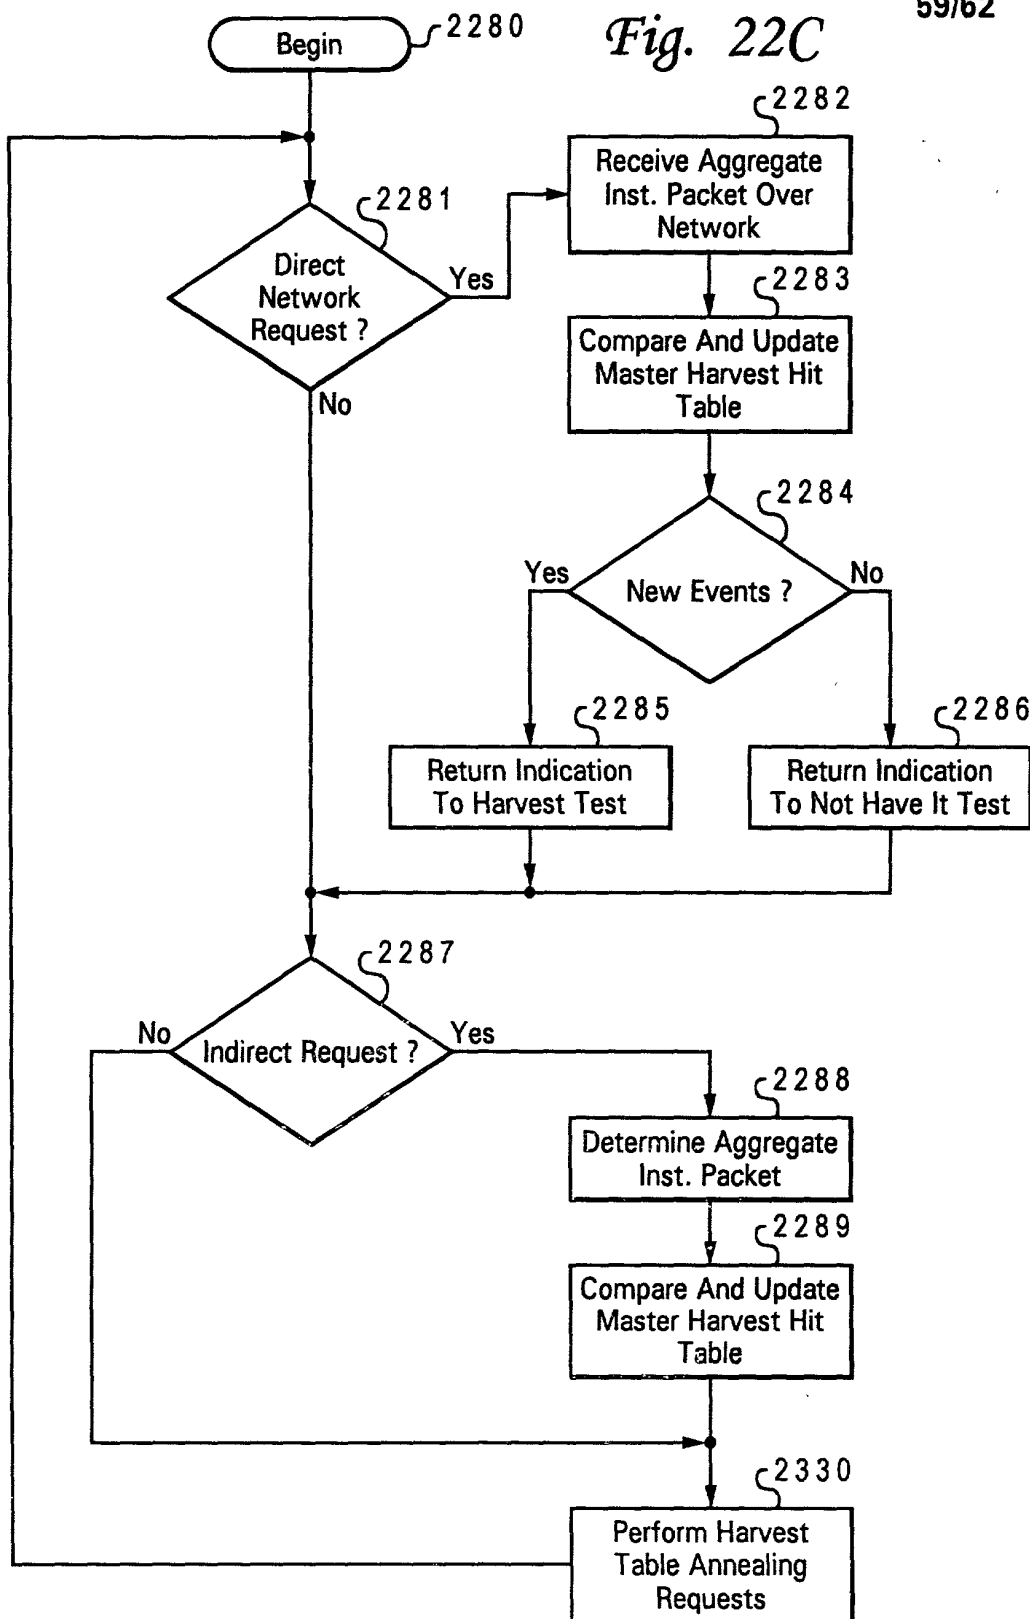 59/62
Begin
2280
Fig. 22C
2282
Receive Aggregate
Inst. Packet Over
Network
2281
Direct
Network
Request ?
Yes
No
2283
Compare And Update
Master Harvest Hit
Table
2284
New Events ?
Yes
No
2285
Return Indication
To Harvest Test
2286
Return Indication
To Not Have It Test
2287
Indirect Request ?
No
Yes
2288
Determine Aggregate
Inst. Packet
2289
Compare And Update
Master Harvest Hit
Table
2330
Perform Harvest
Table Annealing
Requests